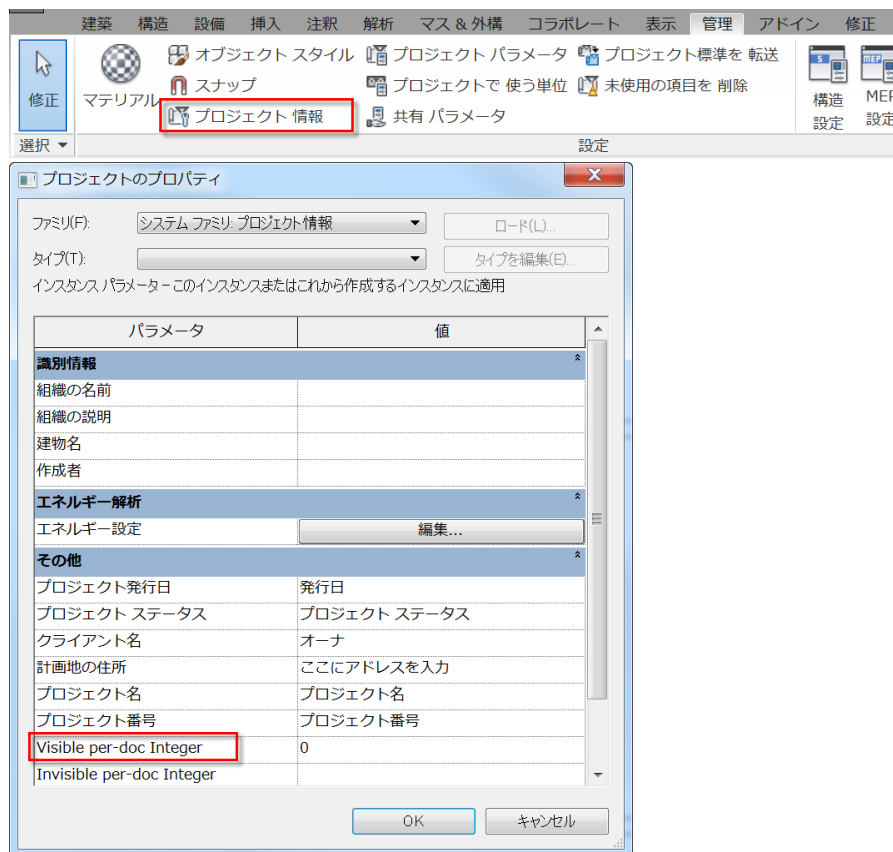 建築 構造 設備 挿入 注釈 解析 マス & 外構 コラボレート 表示 管理 アドイン 修正
オブジェクト スタイル プロジェクト パラメータ プロジェクト標準を 転送
スナップ プロジェクトで 使う単位 未使用の項目を 削除
修正 マテリアル 構造 MEP
プロジェクト 情報 共有 パラメータ 設定 設定
選択 設定
プロジェクトのプロパティ
ファミリ(F): システム ファミリ: プロジェクト情報 ロード(L)...
タイプ(T): タイプを編集(E)...
インスタンス パラメータ - このインスタンスまたはこれから作成するインスタンスに適用
パラメータ 値
識別情報
組織の名前
組織の説明
建物名
作成者
エネルギー解析
エネルギー設定 編集...
その他
プロジェクト発行日 発行日
プロジェクト ステータス プロジェクト ステータス
クライアント名 オーナ
計画地の住所 ここにアドレスを入力
プロジェクト名 プロジェクト名
プロジェクト番号 プロジェクト番号
Visible per-doc Integer 0
Invisible per-doc Integer
OK キャンセル